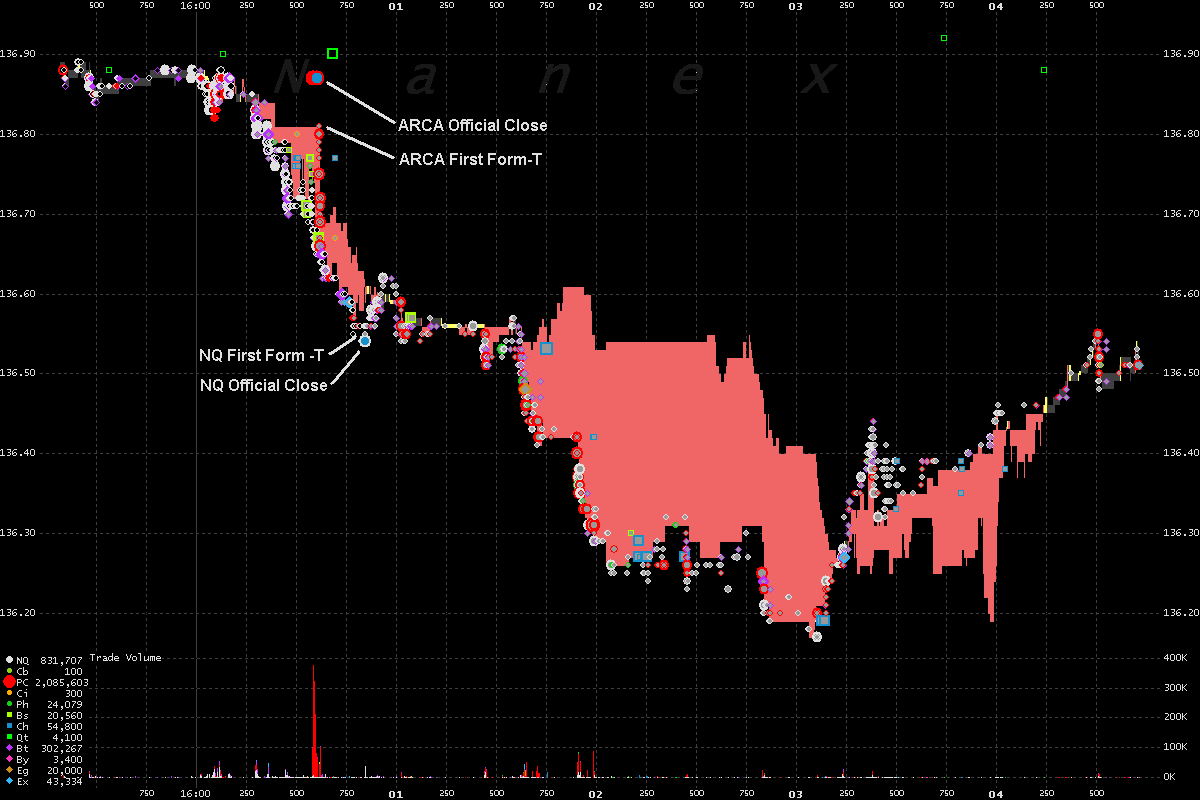 500 750 16:00 250 500 750 01 250 500 750 02 250 500 750 03 250 500 750 04 250 500
136.90 136.90
N a n e x
ARCA Official Close
136.80 136.80
ARCA First Form-T
136.70 136.70
136.60 136.60
NQ First Form -T
136.50 136.50
NQ Official Close
136.40 136.40
136.30 136.30
136.20 136.20
Trade Volume
400K
NQ 831,707
Cb 100
PC 2,085,603
300K
Ci 300
Ph 24,079
Bs 20,560
200K
Ch 54,800
Qt 4,100
Bt 302,267
100K
By 3,400
Eg 20,000
0K
Ex 43,334
750 16:00 250 500 750 01 250 500 750 02 250 500 750 03 250 500 750 04 250 500